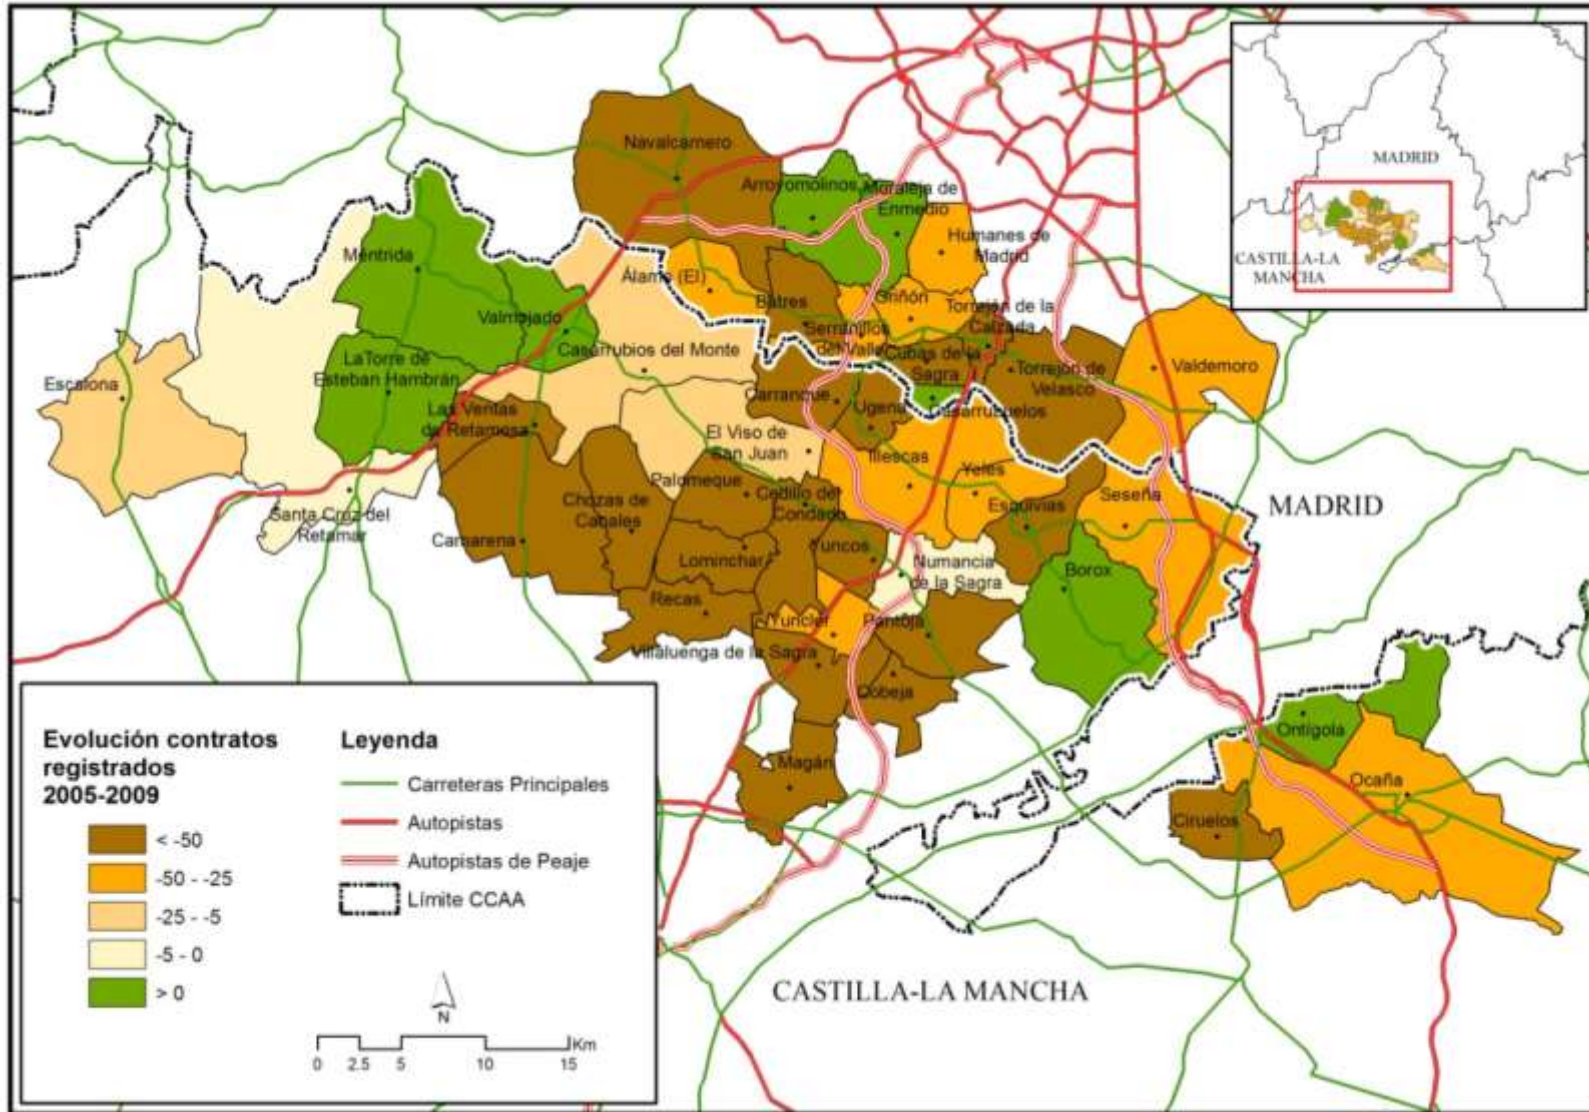 MADRID
CASTILLA-LA
MANCHA
Navalcarnero
Arroyomolinos
Moraleja de
Enmedio
Humanes de
Madrid
Méntrida
Álamo (El)
Batres
Griñón
Serranillos
del Valle
Torrejón de la
Calzada
Cubas de la
Sagra
Torrejón de
Velasco
Valdemoro
Valmojado
Casarrubios del Monte
Escalona
LaTorre de
Esteban Hambrán
Las Ventas
de Retamosa
Carranque
Ugena
Casarrubuelos
El Viso de
San Juan
Illescas
Yeles
Palomeque
Cedillo del
Condado
Chozas de
Canales
Esquivias
Seseña
MADRID
Santa Cruz del
Retamar
Camarena
Lominchar
Yuncos
Numancia
de la Sagra
Borox
Recas
Yuncler
Pantoja
Villaluenga de la Sagra
Cobeja
Magán
Ontígola
Ocaña
Ciruelos
CASTILLA-LA MANCHA
Evolución contratos
registrados
2005-2009
< -50
-50 - -25
-25 - -5
-5 - 0
> 0
Leyenda
Carreteras Principales
Autopistas
Autopistas de Peaje
Límite CCAA
N
Km
0 2.5 5 10 15